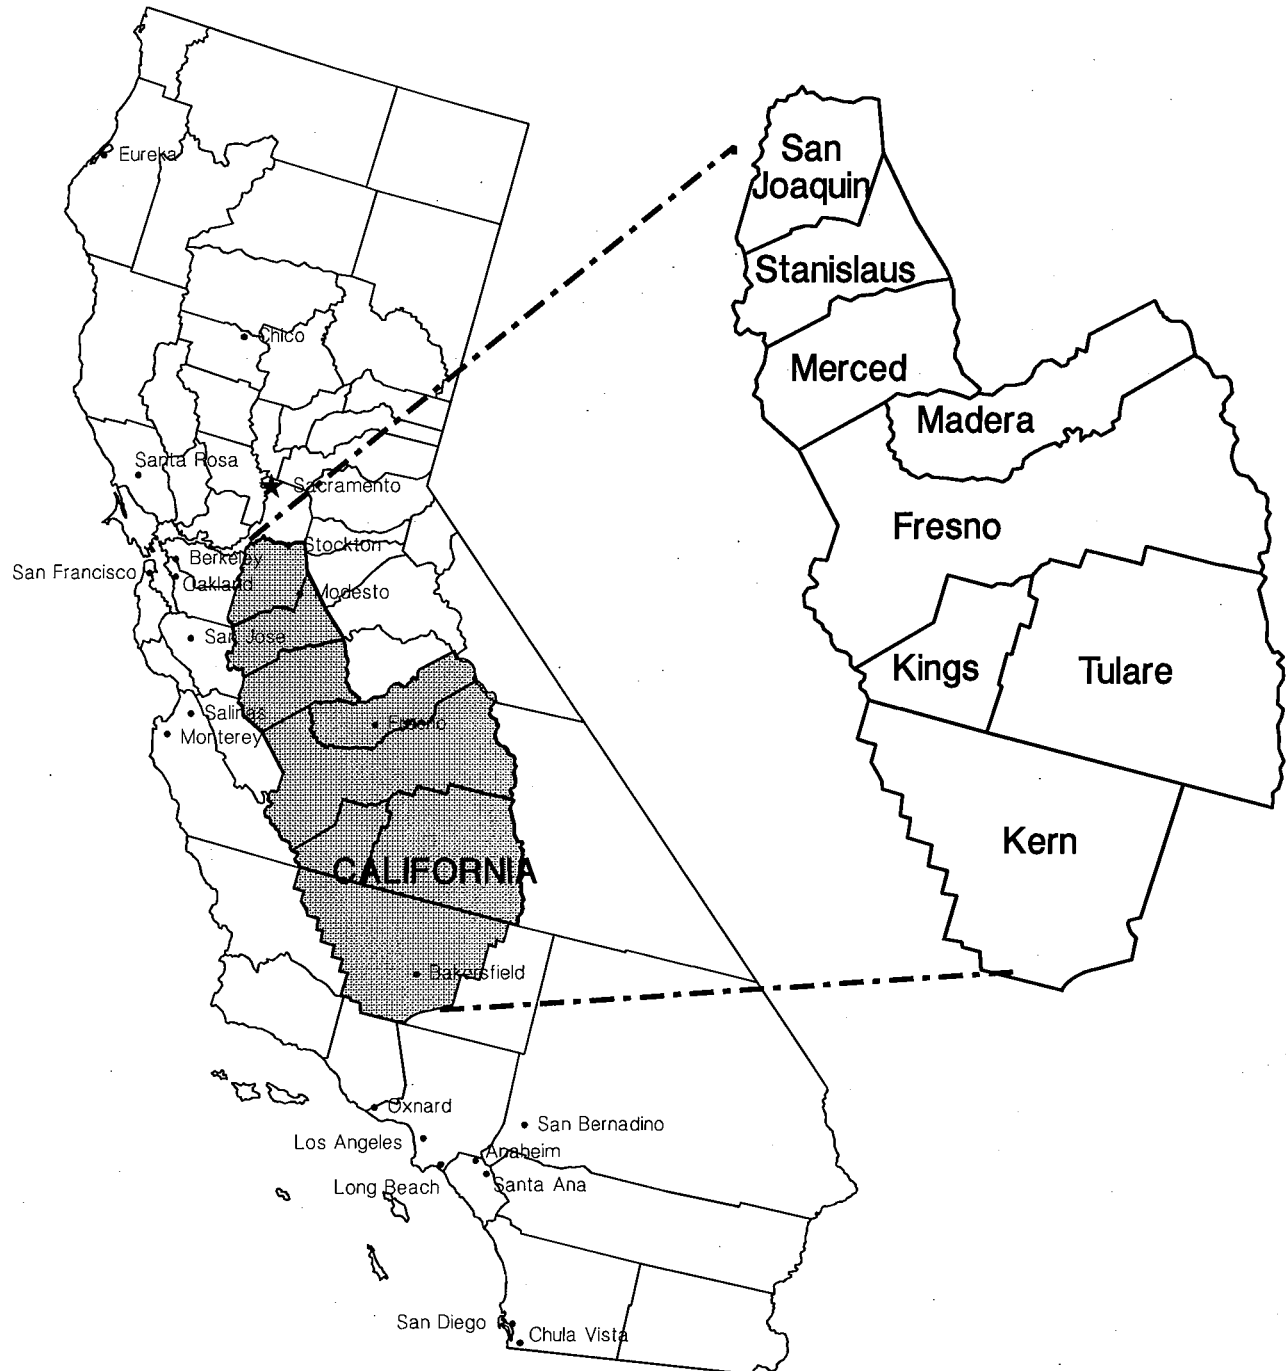 Eureka
Chico
Santa Rosa
Sacramento
Stockton
Berkeley
San Francisco
Oakland
Modesto
San Jose
Salinas
Monterey
Fresno
CALIFORNIA
Bakersfield
Oxnard
San Bernadino
Los Angeles
Anaheim
Long Beach
Santa Ana
San Diego
Chula Vista
San
Joaquin
Stanislaus
Merced
Madera
Fresno
Kings
Tulare
Kern